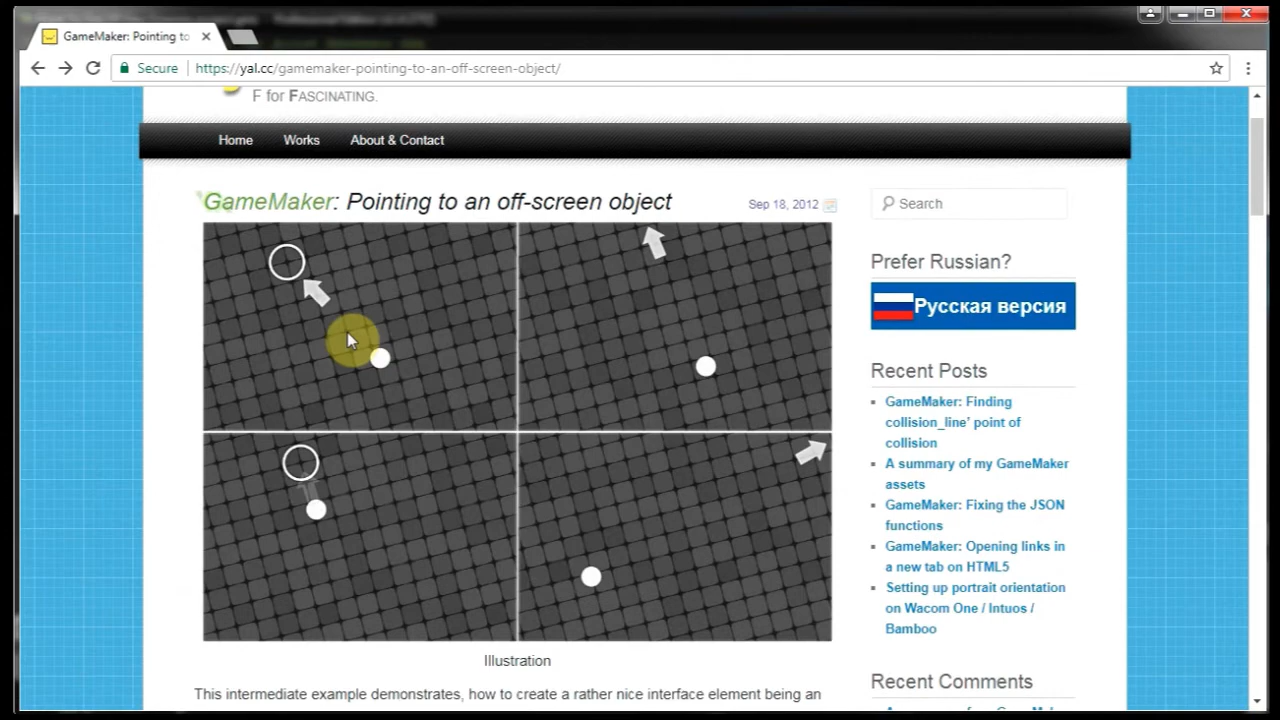 GameMaker: Pointing to
Secure https://yal.cc/gamemaker-pointing-to-an-off-screen-object/
F for FASCINATING.
Home Works About & Contact
GameMaker: Pointing to an off-screen object
Sep 18, 2012
Illustration
This intermediate example demonstrates, how to create a rather nice interface element being an
Search
Prefer Russian?
Русская версия
Recent Posts
GameMaker: Finding
collision_line' point of
collision
A summary of my GameMaker
assets
GameMaker: Fixing the JSON
functions
GameMaker: Opening links in
a new tab on HTML5
Setting up portrait orientation
on Wacom One / Intuos /
Bamboo
Recent Comments